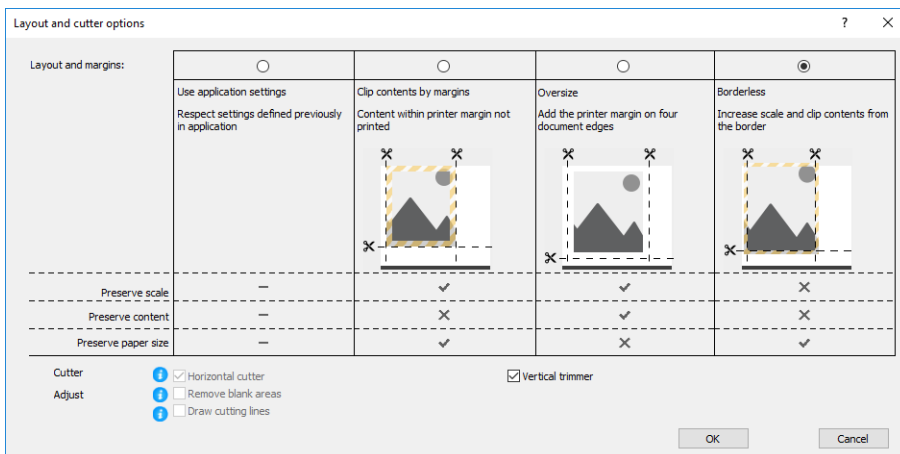 Layout and cutter options
?
Layout and margins:
Use application settings
Respect settings defined previously
in application
Clip contents by margins
Content within printer margin not
printed
Oversize
Add the printer margin on four
document edges
Borderless
Increase scale and clip contents from
the border
Preserve scale
Preserve content
Preserve paper size
Cutter
Horizontal cutter
Vertical trimmer
Adjust
Remove blank areas
Draw cutting lines
OK
Cancel